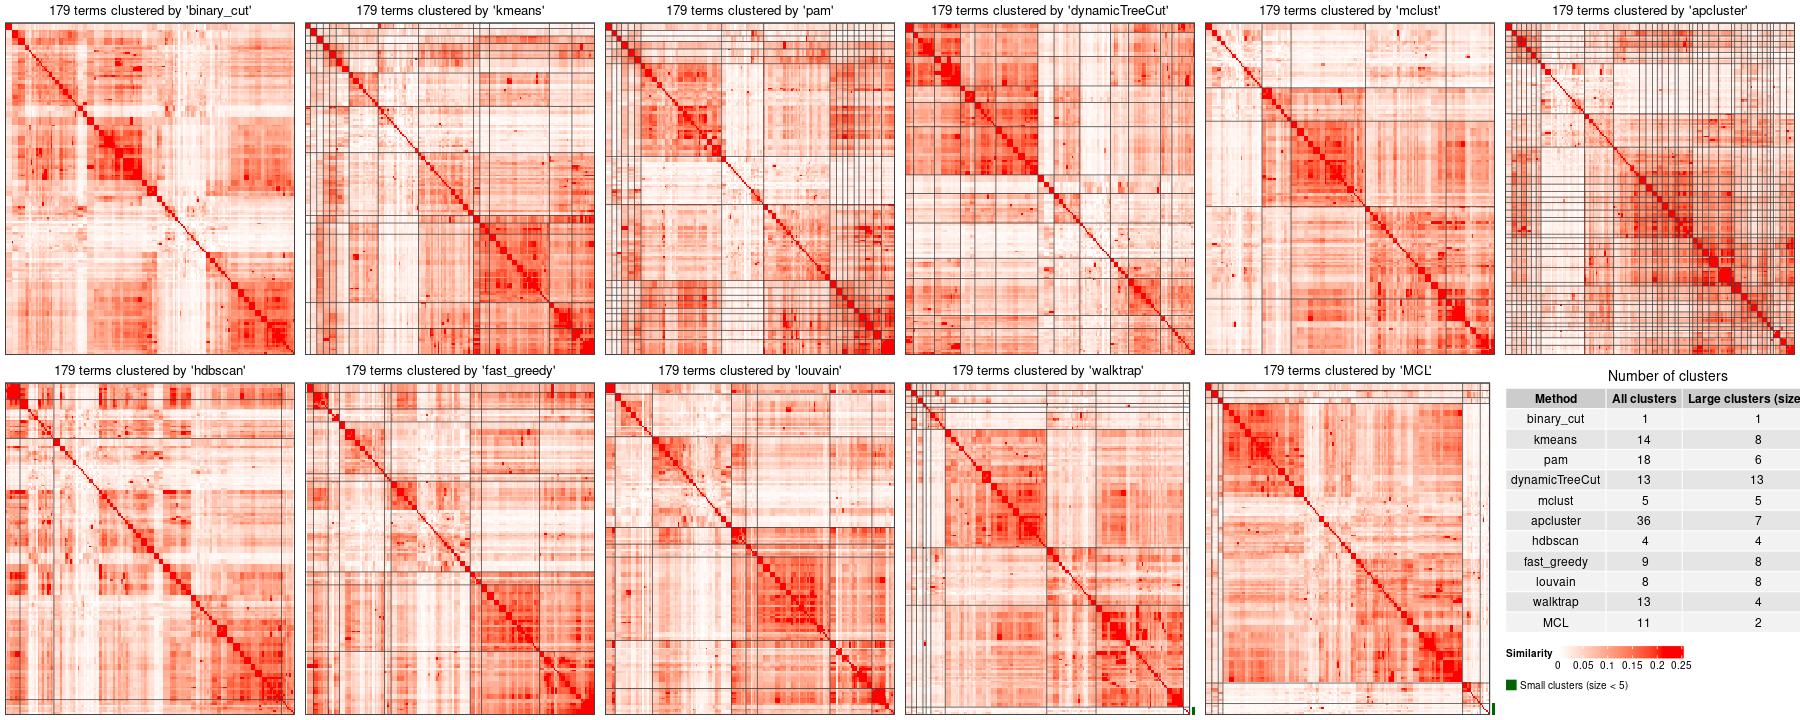 179 terms clustered by 'binary_cut'
179 terms clustered by 'kmeans'
179 terms clustered by 'pam'
179 terms clustered by 'dynamicTreeCut'
179 terms clustered by 'mclust'
179 terms clustered by 'apcluster'
179 terms clustered by 'hdbscan'
179 terms clustered by 'fast_greedy'
179 terms clustered by 'louvain'
179 terms clustered by 'walktrap'
179 terms clustered by 'MCL'
Number of clusters
Method All clusters Large clusters (size
binary_cut 1 1
kmeans 14 8
pam 18 6
dynamicTreeCut 13 13
mclust 5 5
apcluster 36 7
hdbscan 4 4
fast_greedy 9 8
louvain 8 8
walktrap 13 4
MCL 11 2
Similarity
0 0.05 0.1 0.15 0.2 0.25
Small clusters (size < 5)